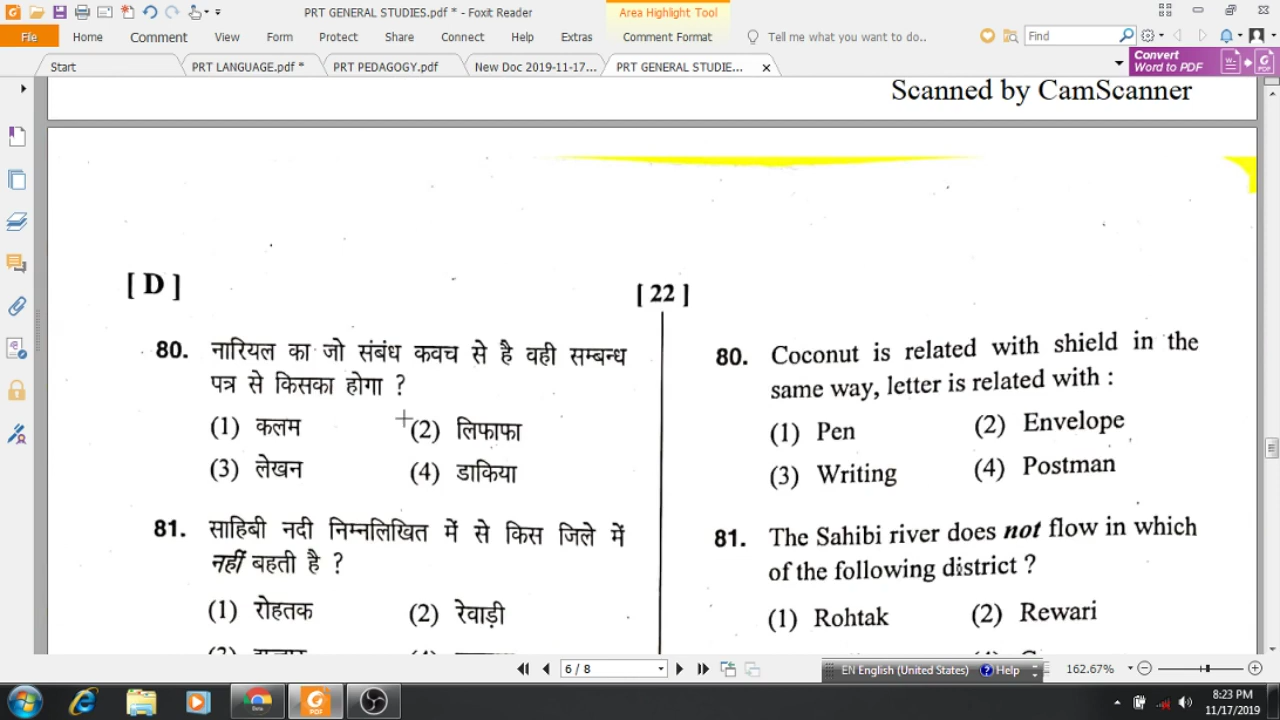 PRT GENERAL STUDIES.pdf * - Foxit Reader
Area Highlight Tool
File Home Comment View Form Protect Share Connect Help Extras Comment Format Tell me what you want to do.. Find
Start PRT LANGUAGE.pdf * PRT PEDAGOGY.pdf New Doc 2019-11-17... PRT GENERAL STUDIE...
Convert
Word to PDF
Scanned by CamScanner
[ D ]
[ 22 ]
80. नारियल का जो संबंध कवच से है वही सम्बन्ध
पत्र से किसका होगा ?
(1) कलम (2) लिफाफा
(3) लेखन (4) डाकिया
81. साहिबी नदी निम्नलिखित में से किस जिले में
नहीं बहती है ?
(1) रोहतक (2) रेवाड़ी
80. Coconut is related with shield in the
same way, letter is related with :
(1) Pen (2) Envelope
(3) Writing (4) Postman
81. The Sahibi river does not flow in which
of the following district ?
(1) Rohtak (2) Rewari
6 / 8
EN English (United States) Help
162.67%
8:23 PM
11/17/2019